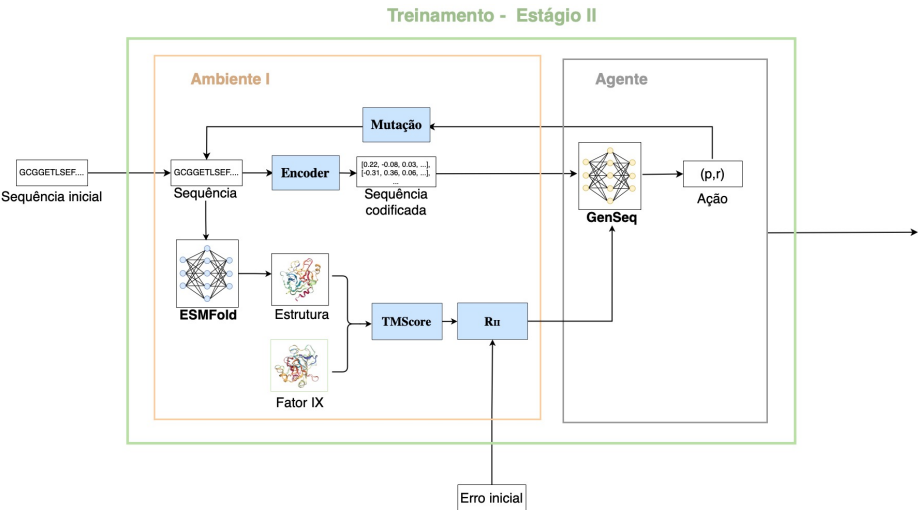 Treinamento - Estágio II
Ambiente I
Agente
Mutação
GCGGETLSEF....
Sequência inicial
GCGGETLSEF....
Sequência
Encoder
[0.22, -0.08, 0.03, ...],
[-0.31, 0.36, 0.06, ...],
...
Sequência
codificada
GenSeq
(p,r)
Ação
ESMFold
Estrutura
TMScore
RII
Fator IX
Erro inicial